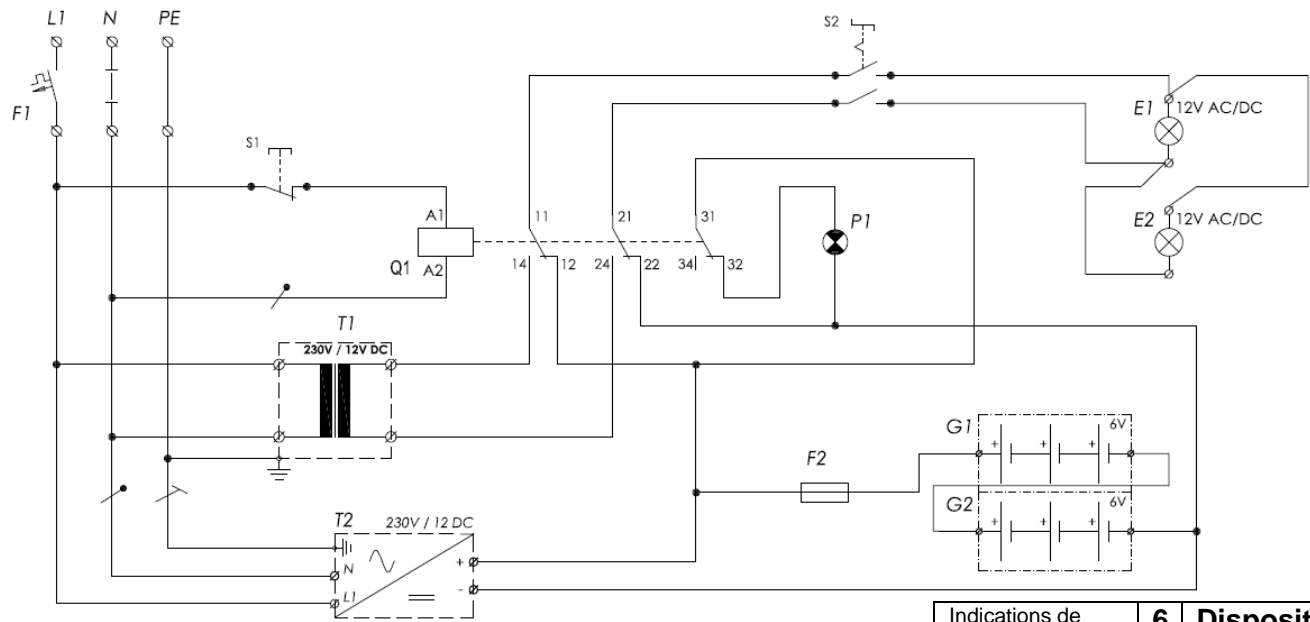 L1 N PE
S2
F1
E1 12V AC/DC
S1
A1 11 21 31 P1
E2 12V AC/DC
Q1 A2 14 12 24 22 34 32
T1
230V / 12V DC
G1 + + + 6V
F2
G2 + + + 6V
T2 230V / 12 DC
N +
L1 -
Indications de 6 Disposit